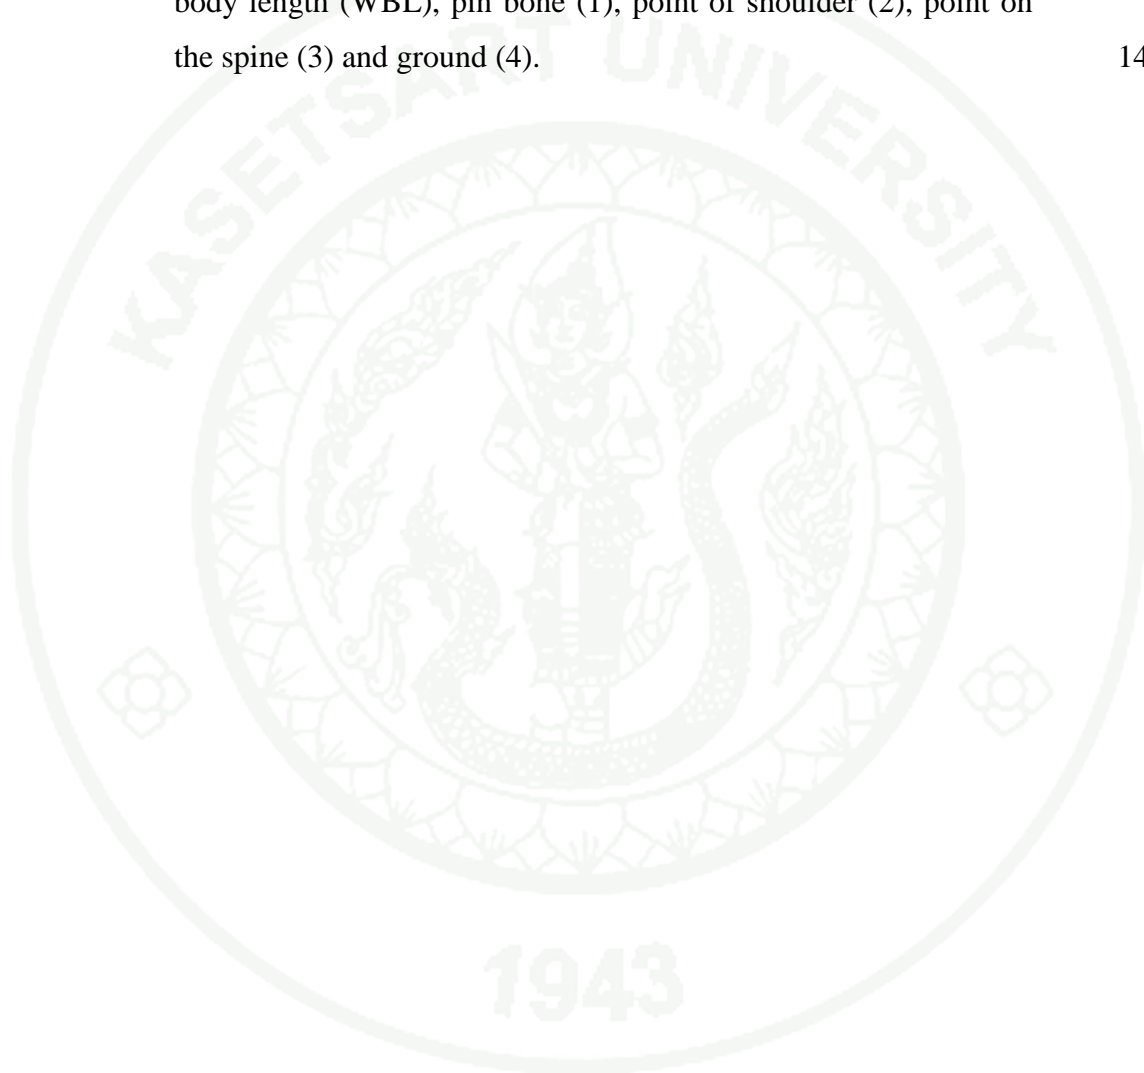 body length (WBL), pin bone (1), point of shoulder (2), point on
the spine (3) and ground (4). 14
KASETSART UNIVERSITY
1943